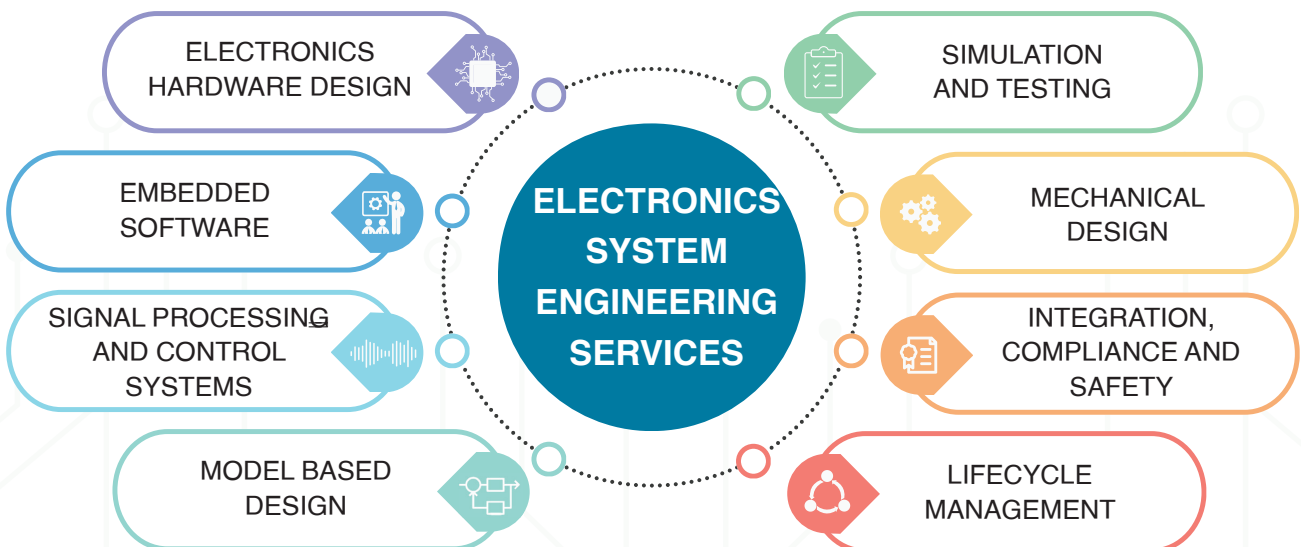 ELECTRONICS
HARDWARE DESIGN
EMBEDDED
SOFTWARE
SIGNAL PROCESSING
AND CONTROL
SYSTEMS
MODEL BASED
DESIGN
ELECTRONICS
SYSTEM
ENGINEERING
SERVICES
SIMULATION
AND TESTING
MECHANICAL
DESIGN
INTEGRATION,
COMPLIANCE AND
SAFETY
LIFECYCLE
MANAGEMENT